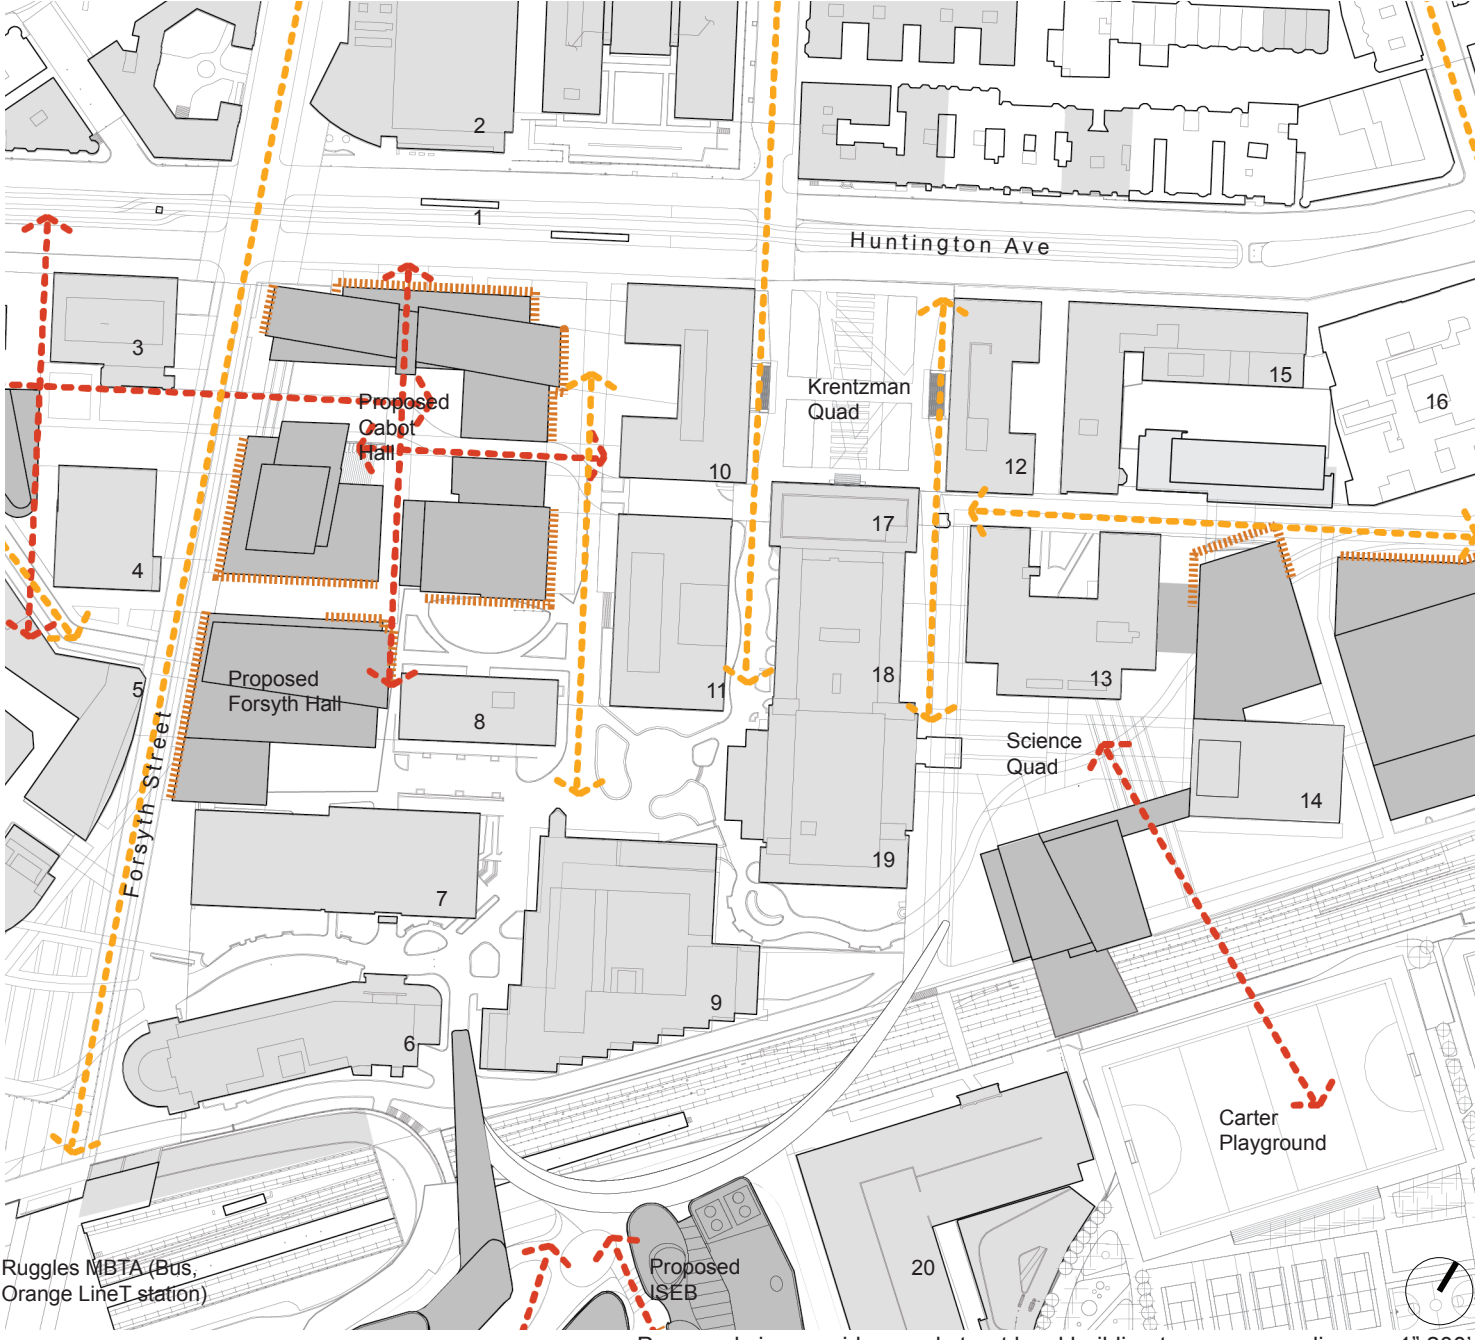 2
1
Huntington Ave
3
Proposed
Cabot
Hall
Krentzman
Quad
15
16
10
12
17
4
5
Proposed
Forsyth Hall
8
11
18
13
Science
Quad
14
Forsyth Street
7
19
9
6
Carter
Playground
Ruggles MBTA (Bus,
Orange LineT station)
Proposed
ISEB
20